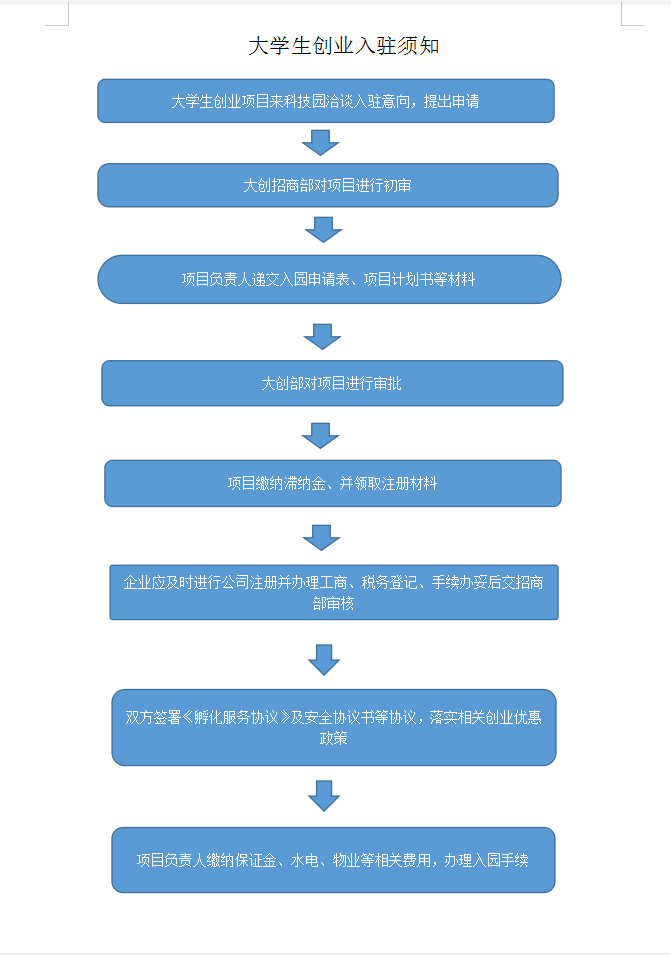 大学生创业入驻须知
大学生创业项目来科技园洽谈入驻意向，提出申请
大创招商部对项目进行初审
项目负责人递交入园申请表、项目计划书等材料
大创部对项目进行审批
项目缴纳滞纳金、并领取注册材料
企业应及时进行公司注册并办理工商、税务登记、手续办妥后交招商
部审核
双方签署《孵化服务协议》及安全协议书等协议，落实相关创业优惠
政策
项目负责人缴纳保证金、水电、物业等相关费用，办理入园手续